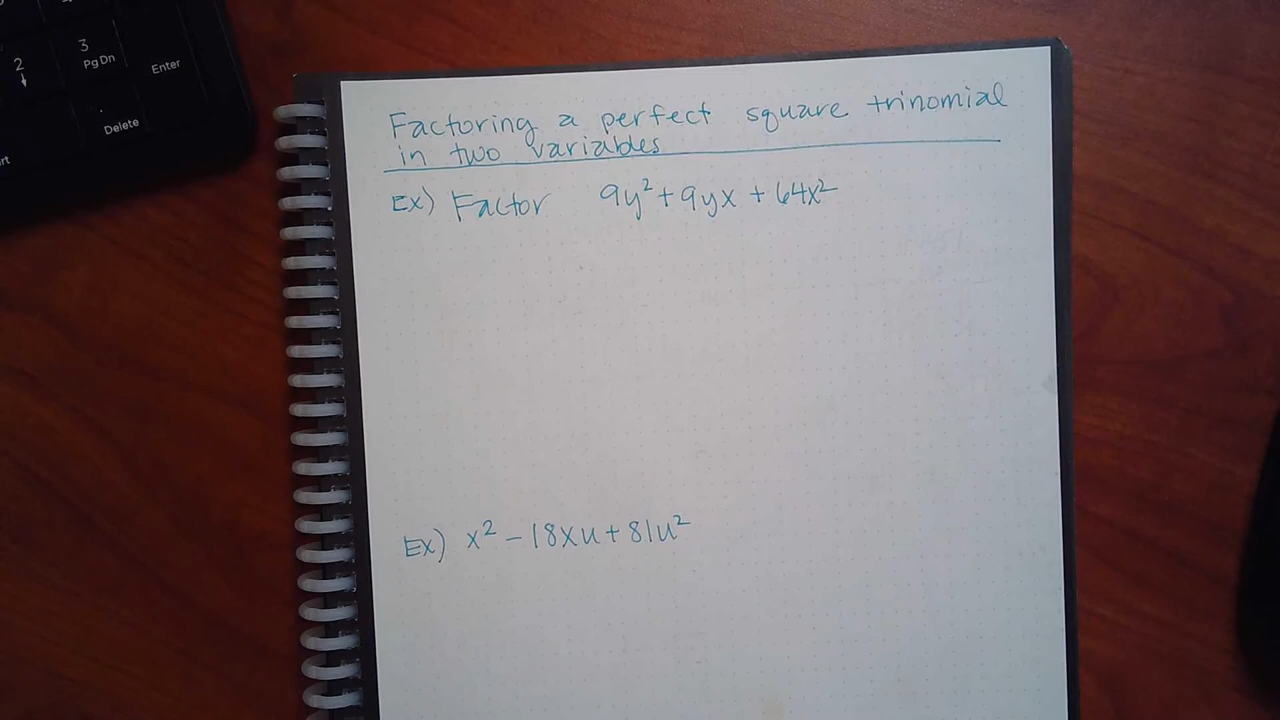 3
PgDn
2
↓
Enter
Delete
Factoring a perfect square trinomial
in two variables
Ex) Factor 9y² + 9yx + 64x²
Ex) x² - 18xu + 81u²